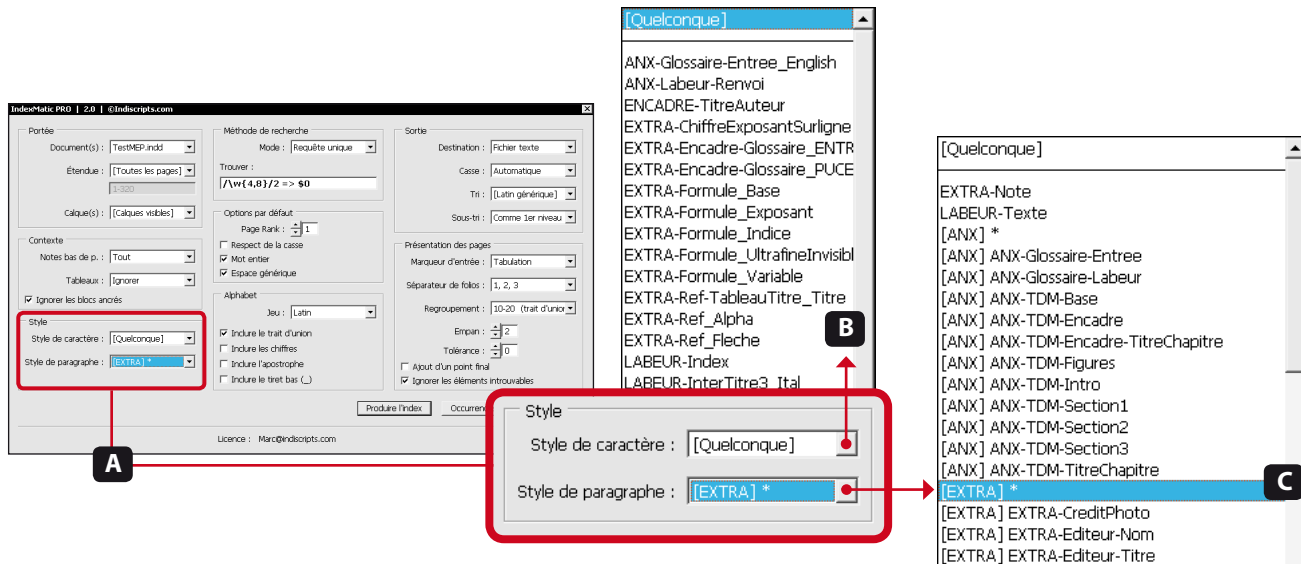 IndexMatic PRO | 2.0 | ©Indiscripts.com
Portée
Document(s) : TestMEP.indd
Étendue : [Toutes les pages]
1-320
Calque(s) : [Calques visibles]
Contexte
Notes bas de p. : Tout
Tableaux : Ignorer
Ignorer les blocs ancrés
Style
Style de caractère : [Quelconque]
Style de paragraphe : [EXTRA] *
Méthode de recherche
Mode : Requête unique
Trouver :
/\w{4,8}/2 => $0
Options par défaut
Page Rank : 1
Respect de la casse
Mot entier
Espace générique
Alphabet
Jeu : Latin
Inclure le trait d'union
Inclure les chiffres
Inclure l'apostrophe
Inclure le tiret bas (_)
Sortie
Destination : Fichier texte
Casse : Automatique
Tri : [Latin générique]
Sous-tri : Comme 1er niveau
Présentation des pages
Marqueur d'entrée : Tabulation
Séparateur de folios : 1, 2, 3
Regroupement : 10-20 (trait d'union
Empan : 2
Tolérance : 0
Ajout d'un point final
Ignorer les éléments introuvables
Produire l'index
Occurren
Licence : Marc@indiscripts.com
A
[Quelconque]
ANX-Glossaire-Entree_English
ANX-Labeur-Renvoi
ENCADRE-TitreAuteur
EXTRA-ChiffreExposantSurligne
EXTRA-Encadre-Glossaire_ENTR
EXTRA-Encadre-Glossaire_PUCE
EXTRA-Formule_Base
EXTRA-Formule_Exposant
EXTRA-Formule_Indice
EXTRA-Formule_UltrafineInvisibl
EXTRA-Formule_Variable
EXTRA-Ref-TableauTitre_Titre
EXTRA-Ref_Alpha
EXTRA-Ref_Fleche
LABEUR-Index
LABEUR-InterTitre3_Ital
B
Style
Style de caractère : [Quelconque]
Style de paragraphe : [EXTRA] *
[Quelconque]
EXTRA-Note
LABEUR-Texte
[ANX] *
[ANX] ANX-Glossaire-Entree
[ANX] ANX-Glossaire-Labeur
[ANX] ANX-TDM-Base
[ANX] ANX-TDM-Encadre
[ANX] ANX-TDM-Encadre-TitreChapitre
[ANX] ANX-TDM-Figures
[ANX] ANX-TDM-Intro
[ANX] ANX-TDM-Section1
[ANX] ANX-TDM-Section2
[ANX] ANX-TDM-Section3
[ANX] ANX-TDM-TitreChapitre
[EXTRA] *
[EXTRA] EXTRA-CreditPhoto
[EXTRA] EXTRA-Editeur-Nom
[EXTRA] EXTRA-Editeur-Titre
C